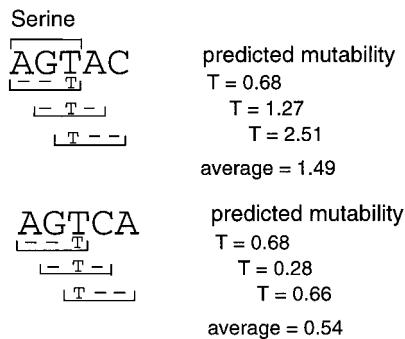 Serine
AGTAC
predicted mutability
- - T
T = 0.68
- T -
T = 1.27
T - -
T = 2.51
average = 1.49
AGTCA
predicted mutability
- - T
T = 0.68
- T -
T = 0.28
T - -
T = 0.66
average = 0.54